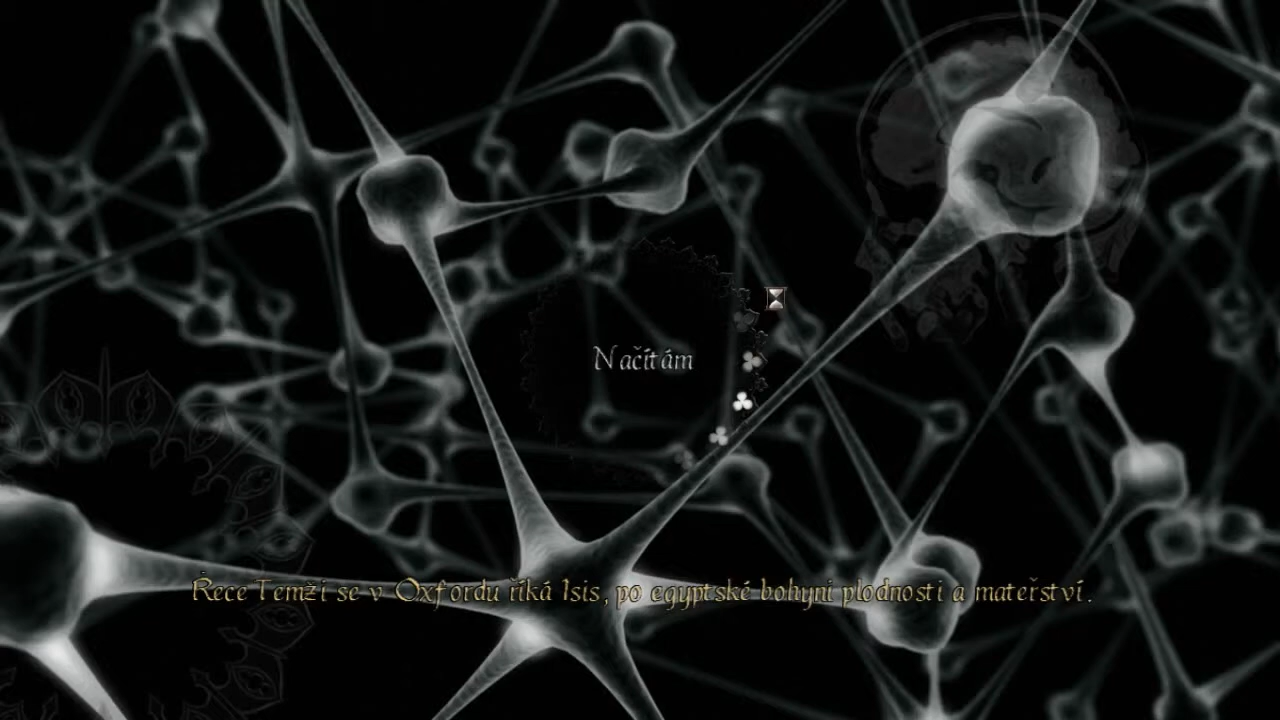 Načítám
Řece Temži se v Oxfordu říká Isis, po egyptské bohyni plodnosti a mateřství.